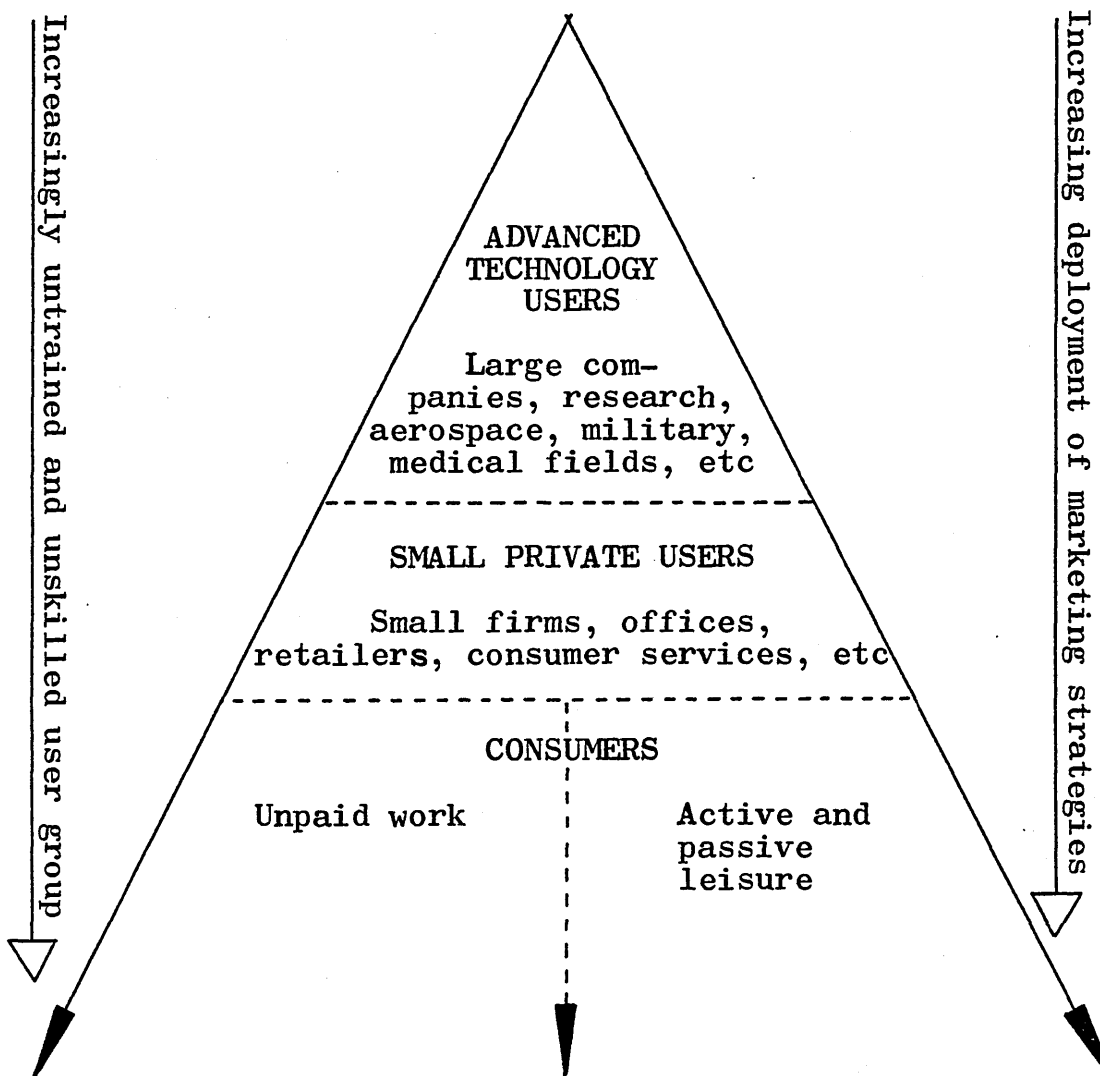 Increasingly untrained and unskilled user group
Increasing deployment of marketing strategies
ADVANCED
TECHNOLOGY
USERS
Large com-
panies, research,
aerospace, military,
medical fields, etc
SMALL PRIVATE USERS
Small firms, offices,
retailers, consumer services, etc
CONSUMERS
Unpaid work
Active and
passive
leisure